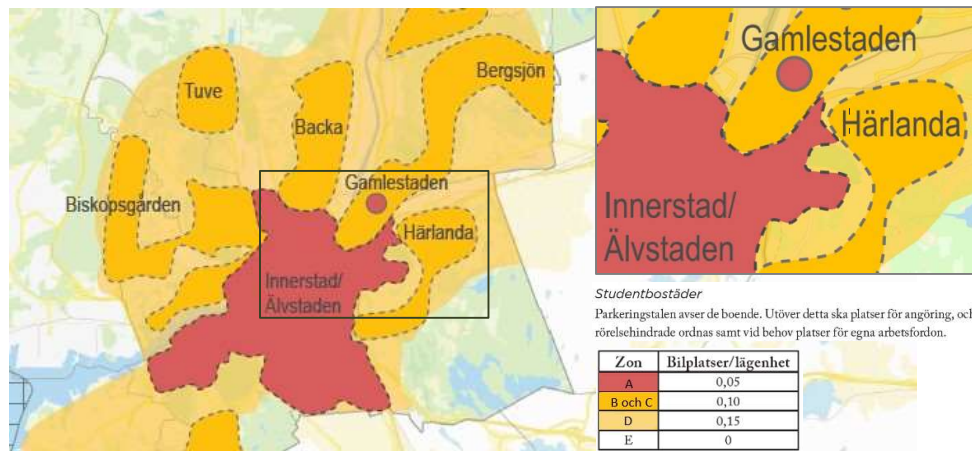 Tuve
Bergsjön
Backa
Gamlestaden
Biskopsgården
Härlanda
Innerstad/
Älvstaden
Gamlestaden
Härlanda
Innerstad/
Älvstaden
Studentbostäder
Parkeringstalen avser de boende. Utöver detta ska platser för angöring, och
rörelsehindrade ordnas samt vid behov platser för egna arbetsfordon.
Zon Bilplatser/lägenhet
A 0,05
B och C 0,10
D 0,15
E 0